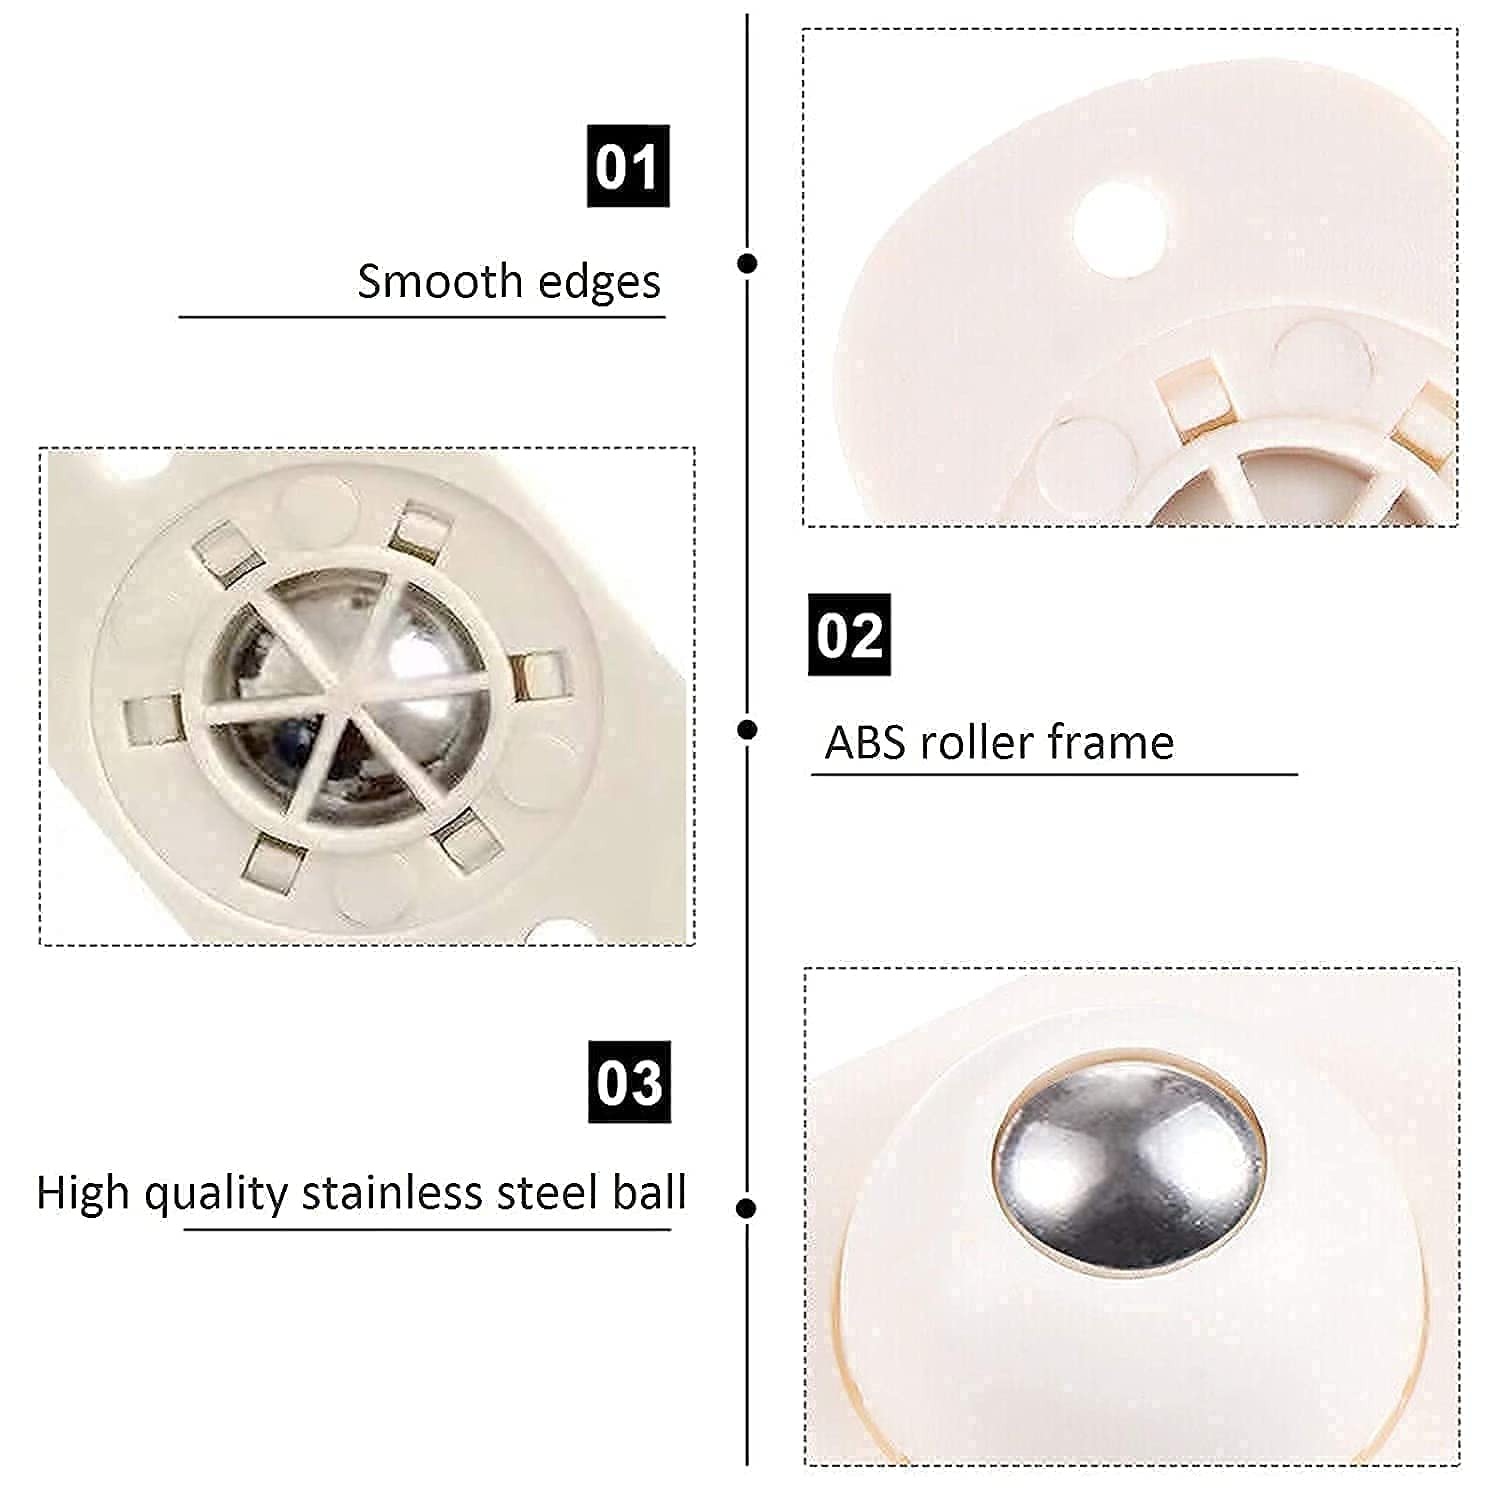 01
Smooth edges
02
ABS roller frame
03
High quality stainless steel ball